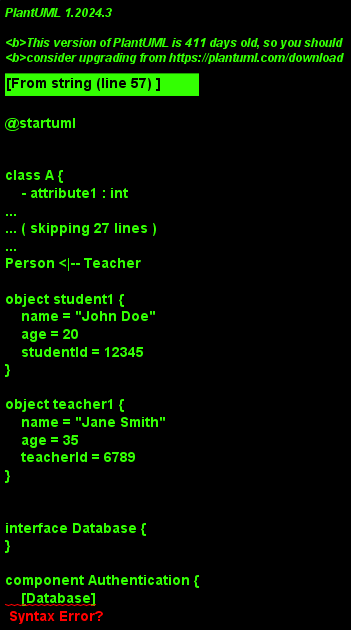 PlantUML 1.2024.3
<b>This version of PlantUML is 411 days old, so you should
<b>consider upgrading from https://plantuml.com/download
[From string (line 57) ]
@startuml
class A {
- attribute1 : int
...
... ( skipping 27 lines )
...
Person <|-- Teacher
object student1 {
name = "John Doe"
age = 20
studentId = 12345
}
object teacher1 {
name = "Jane Smith"
age = 35
teacherId = 6789
}
interface Database {
}
component Authentication {
[Database]
Syntax Error?